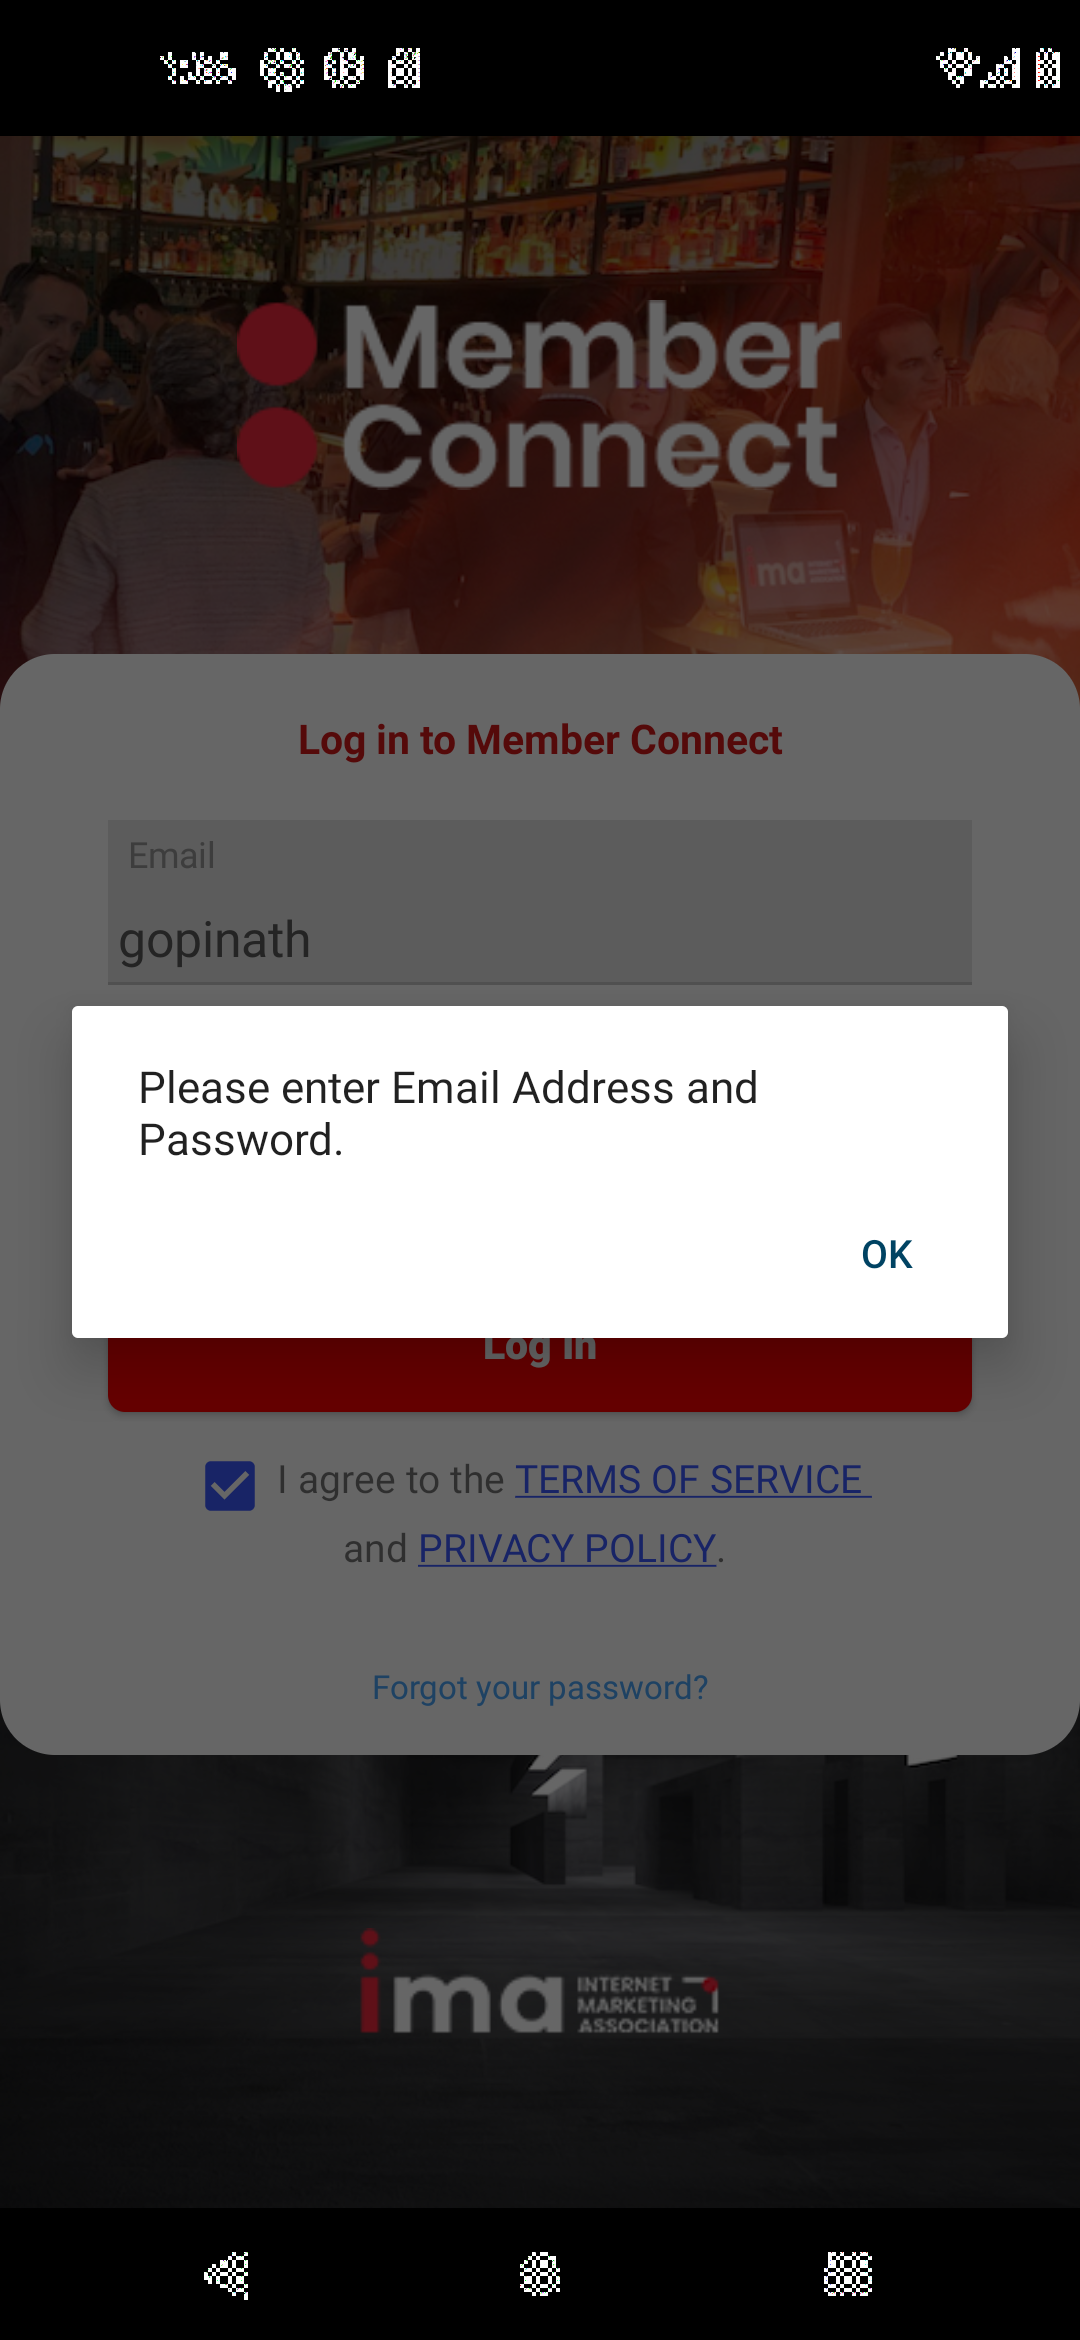 Member
Connect
ma
Log in to Member Connect
Email
gopinath
Please enter Email Address and
Password.
OK
Log in
I agree to the TERMS OF SERVICE
and PRIVACY POLICY.
Forgot your password?
ima INTERNET
MARKETING
ASSOCIATION